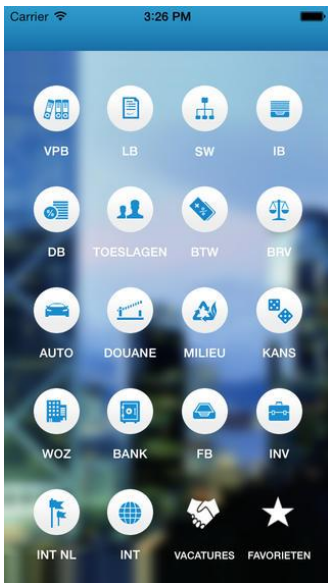 Carrier 3:26 PM
VPB LB SW IB
DB TOESLAGEN BTW BRV
AUTO DOUANE MILIEU KANS
WOZ BANK FB INV
INT NL INT VACATURES FAVORIETEN